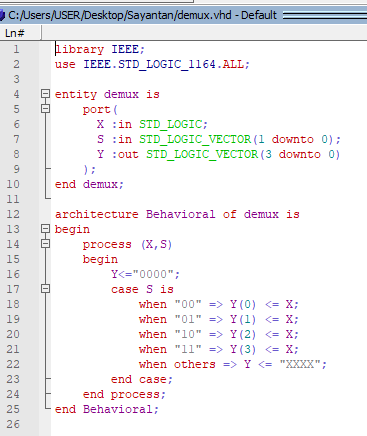 C:/Users/USER/Desktop/Sayantan/demux.vhd - Default
Ln#
1 library IEEE;
2 use IEEE.STD_LOGIC_1164.ALL;
3
4 entity demux is
5 port(
6 X :in STD_LOGIC;
7 S :in STD_LOGIC_VECTOR(1 downto 0);
8 Y :out STD_LOGIC_VECTOR(3 downto 0)
9 );
10 end demux;
11
12 architecture Behavioral of demux is
13 begin
14 process (X,S)
15 begin
16 Y<="0000";
17 case S is
18 when "00" => Y(0) <= X;
19 when "01" => Y(1) <= X;
20 when "10" => Y(2) <= X;
21 when "11" => Y(3) <= X;
22 when others => Y <= "XXXX";
23 end case;
24 end process;
25 end Behavioral;
26